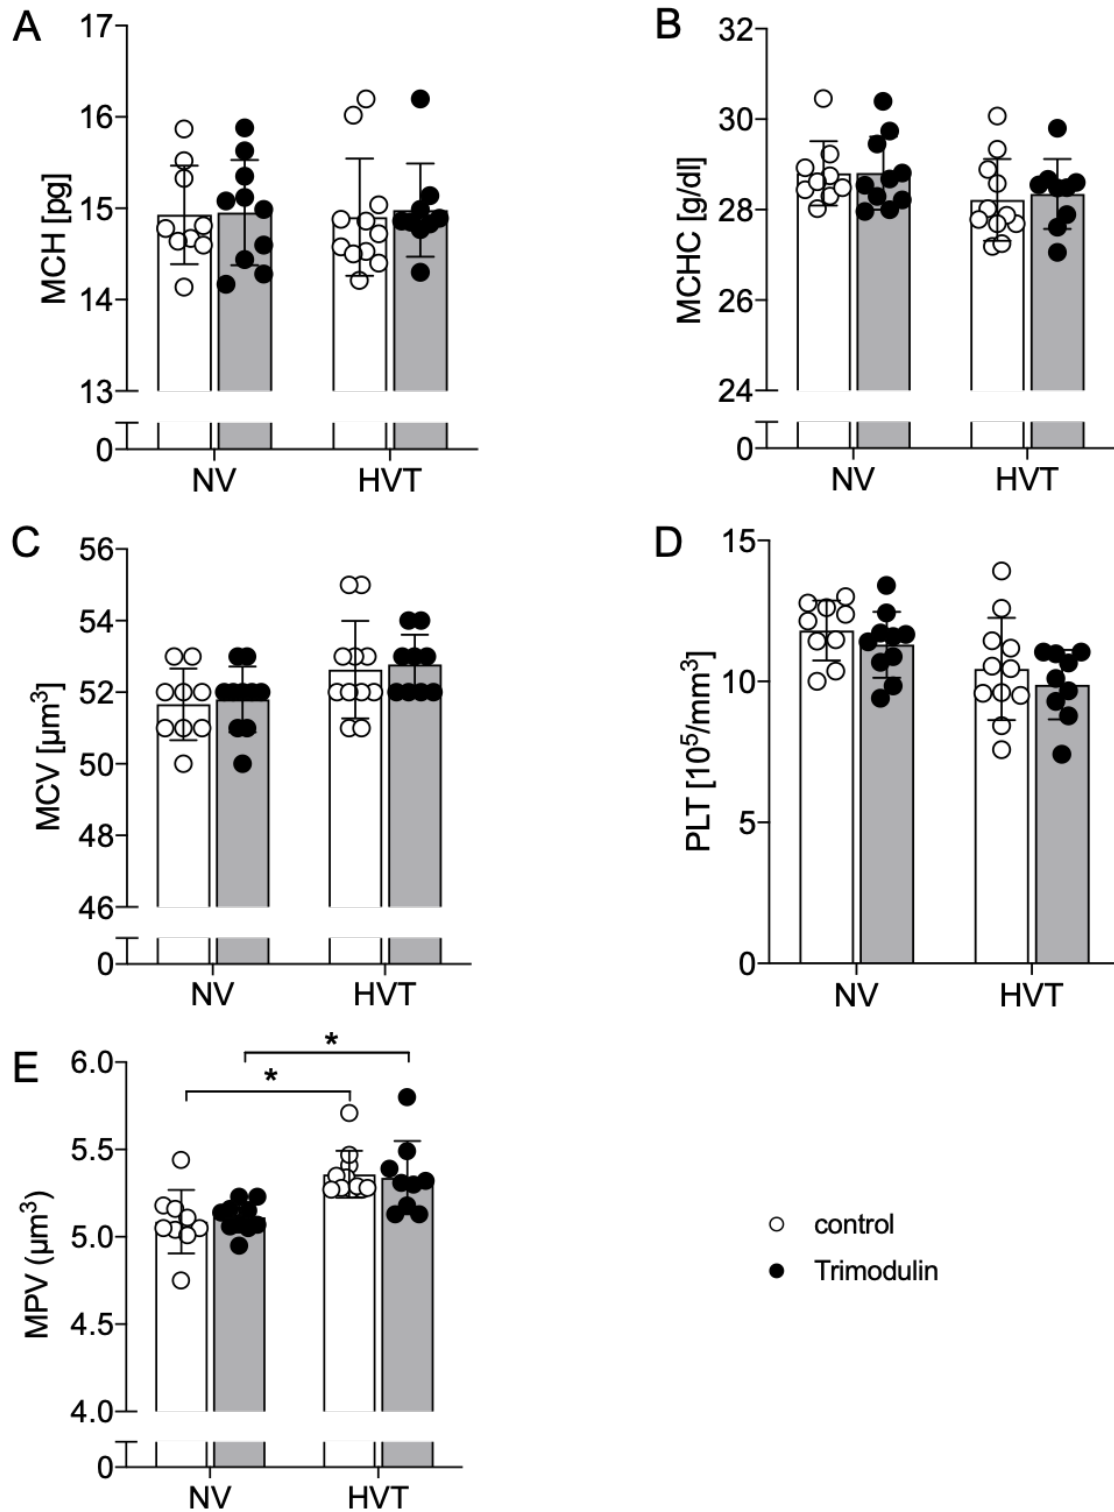 A
17
16
15
14
13
0
MCH [pg]
NV
HVT
B
32
30
28
26
24
0
MCHC [g/dl]
NV
HVT
C
56
54
52
50
48
46
0
MCV [µm³]
NV
HVT
D
15
10
5
0
PLT [10⁵/mm³]
NV
HVT
E
*
*
6.0
5.5
5.0
4.5
4.0
0
MPV (µm³)
NV
HVT
control
Trimodulin